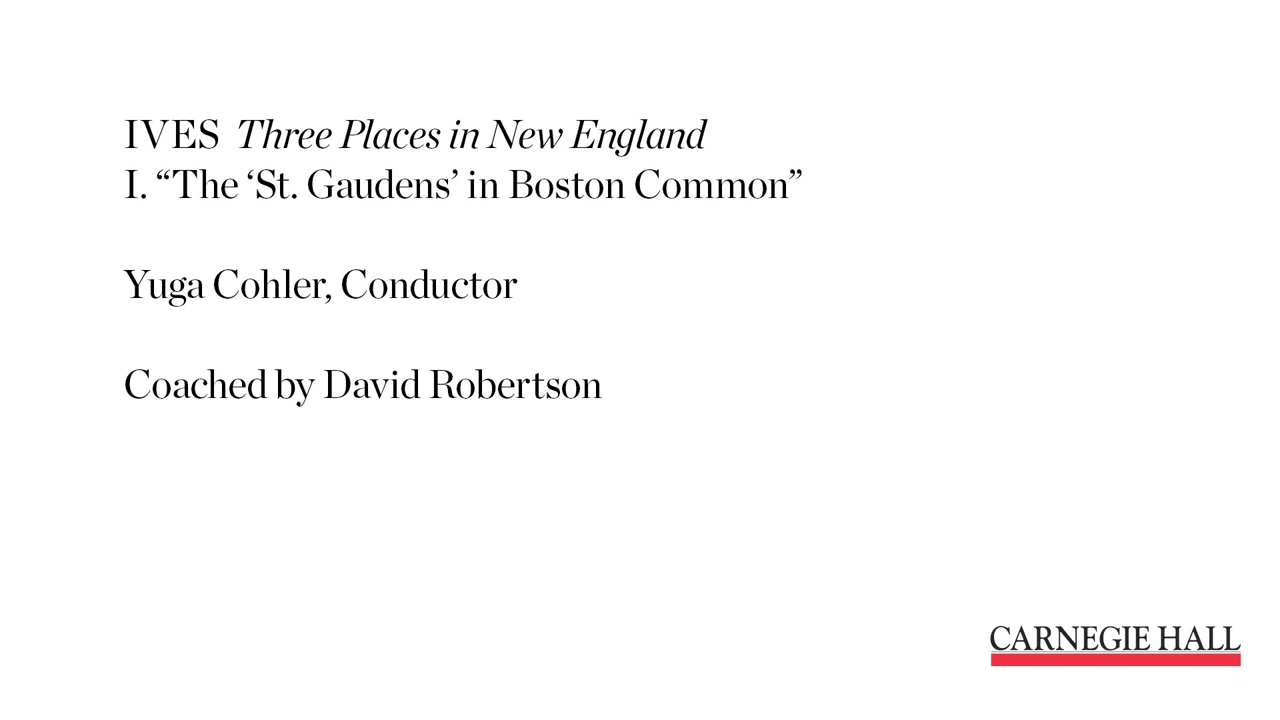 IVES Three Places in New England
I. “The ‘St. Gaudens’ in Boston Common”
Yuga Cohler, Conductor
Coached by David Robertson
CARNEGIE HALL